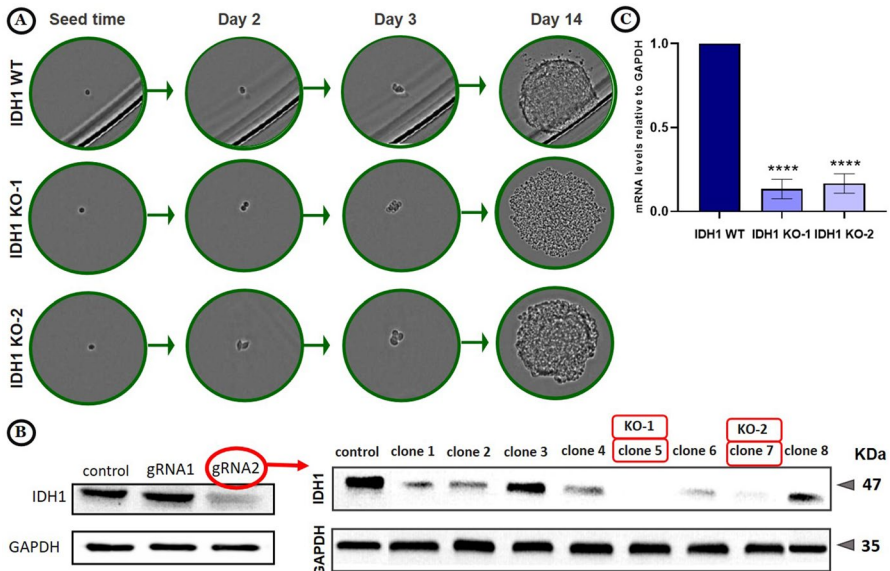 A
Seed time Day 2 Day 3 Day 14
IDH1 WT
IDH1 KO-1
IDH1 KO-2
C
mRNA levels relative to GAPDH
1.0
0.5
0.0
**** ****
IDH1 WT IDH1 KO-1 IDH1 KO-2
B
control gRNA1 gRNA2
IDH1
GAPDH
KO-1 KO-2
control clone 1 clone 2 clone 3 clone 4 clone 5 clone 6 clone 7 clone 8 KDa
IDH1 47
GAPDH 35